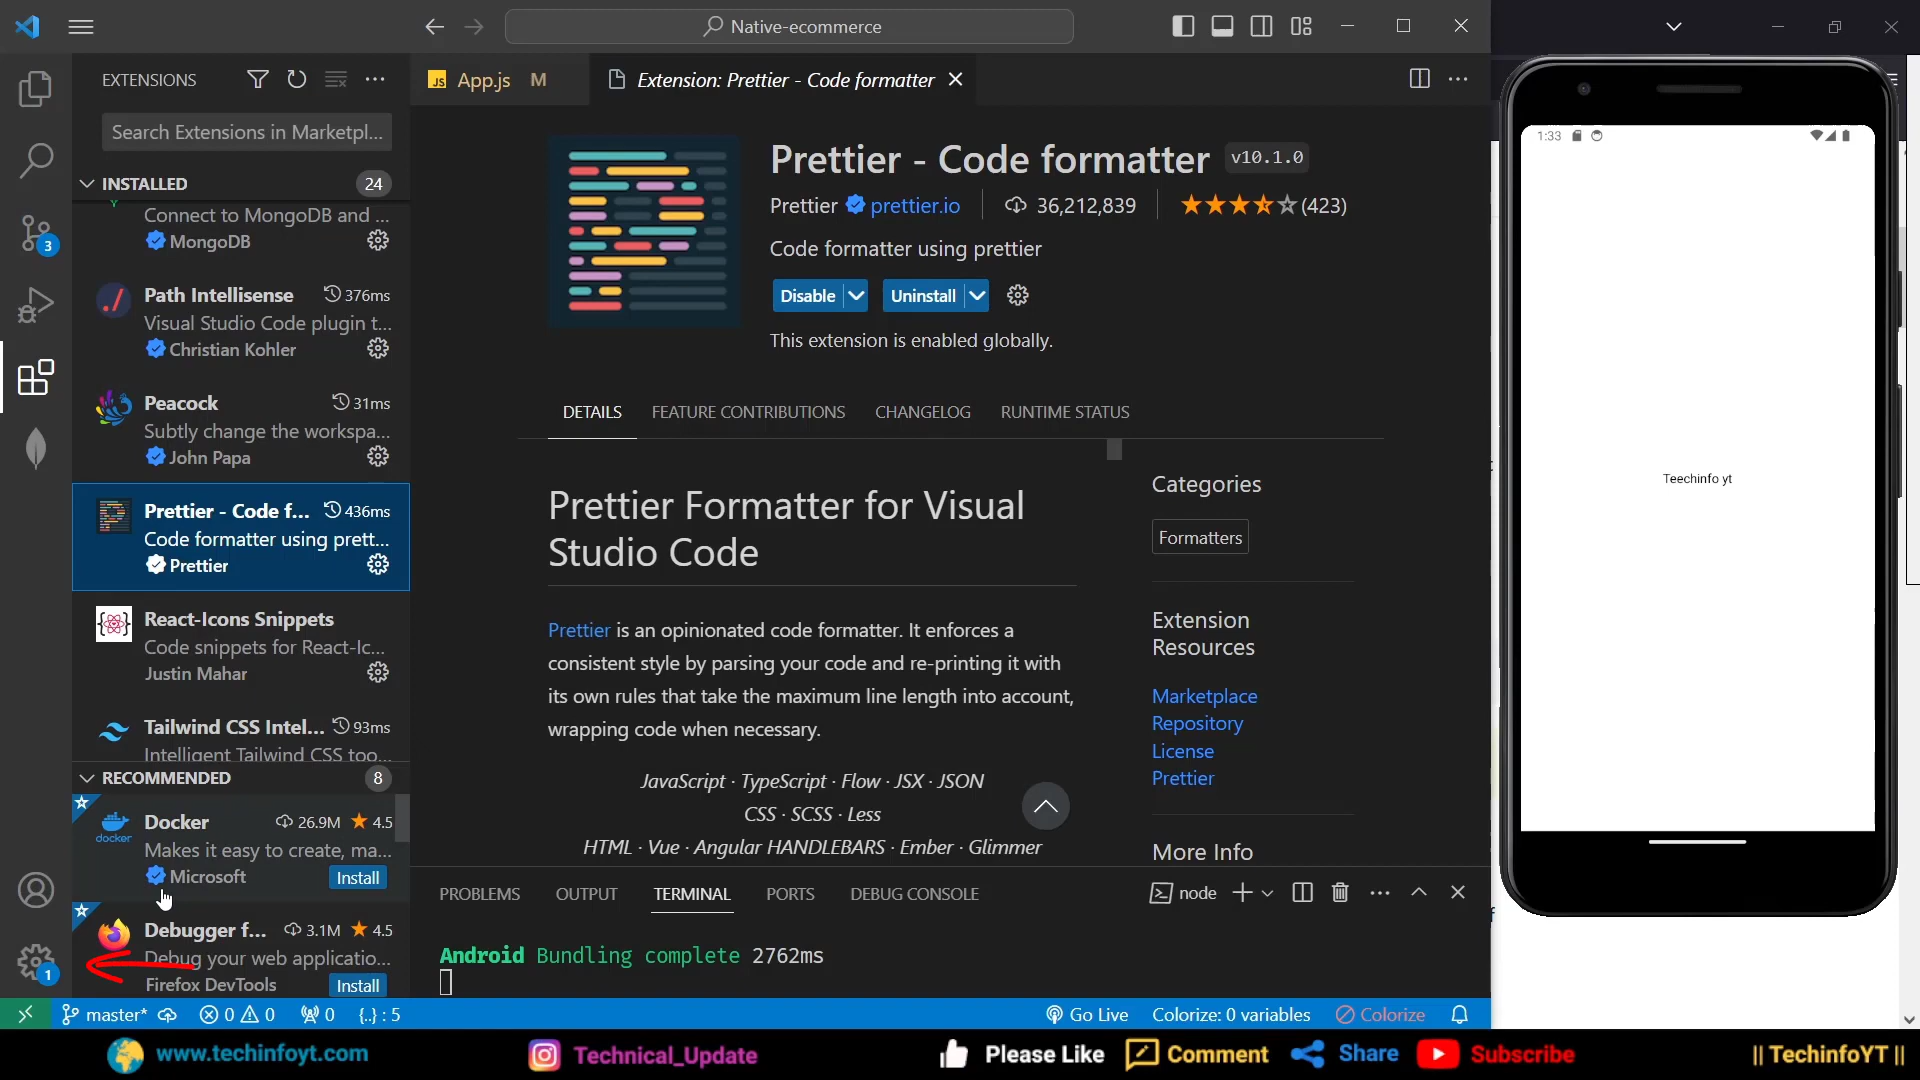 Native-ecommerce
EXTENSIONS
JS App.js M
Extension: Prettier - Code formatter
Search Extensions in Marketpl...
INSTALLED 24
Connect to MongoDB and ...
MongoDB
Path Intellisense 376ms
Visual Studio Code plugin t...
Christian Kohler
Peacock 31ms
Subtly change the workspa...
John Papa
Prettier - Code f... 436ms
Code formatter using prett...
Prettier
React-Icons Snippets
Code snippets for React-Ic...
Justin Mahar
Tailwind CSS Intel... 93ms
Intelligent Tailwind CSS too...
RECOMMENDED 8
docker
Docker 26.9M 4.5
Makes it easy to create, ma...
Microsoft Install
Debugger f... 3.1M 4.5
Debug your web applicatio...
Firefox DevTools Install
3
1
Prettier - Code formatter v10.1.0
Prettier prettier.io 36,212,839 (423)
Code formatter using prettier
Disable Uninstall
This extension is enabled globally.
DETAILS FEATURE CONTRIBUTIONS CHANGELOG RUNTIME STATUS
Prettier Formatter for Visual
Studio Code
Prettier is an opinionated code formatter. It enforces a
consistent style by parsing your code and re-printing it with
its own rules that take the maximum line length into account,
wrapping code when necessary.
JavaScript · TypeScript · Flow · JSX · JSON
CSS · SCSS · Less
HTML · Vue · Angular HANDLEBARS · Ember · Glimmer
Categories
Formatters
Extension
Resources
Marketplace
Repository
License
Prettier
More Info
PROBLEMS OUTPUT TERMINAL PORTS DEBUG CONSOLE
node
Android Bundling complete 2762ms
master* 0 0 0 {..} : 5
Go Live Colorize: 0 variables Colorize
1:33
Teechinfo yt
www.techinfoyt.com
Technical_Update
Please Like Comment Share Subscribe
|| TechinfoYT ||